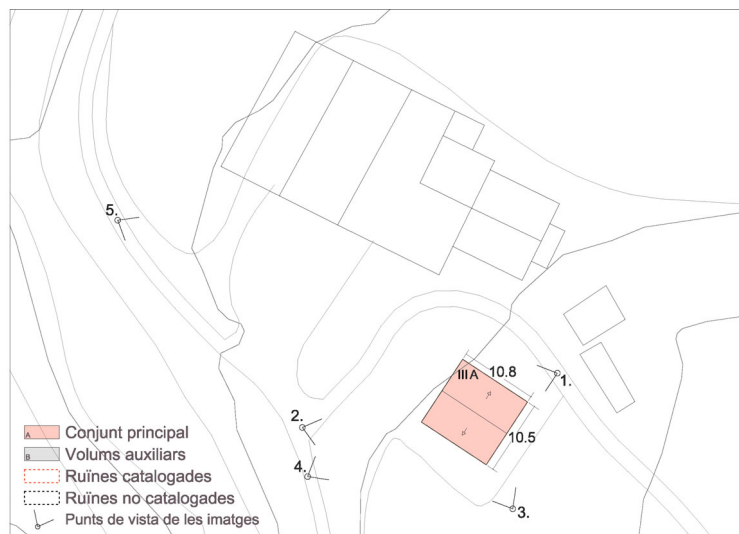 5.
III A
10.8
1.
10.5
2.
4.
3.
A Conjunt principal
B Volums auxiliars
Ruïnes catalogades
Ruïnes no catalogades
Punts de vista de les imatges